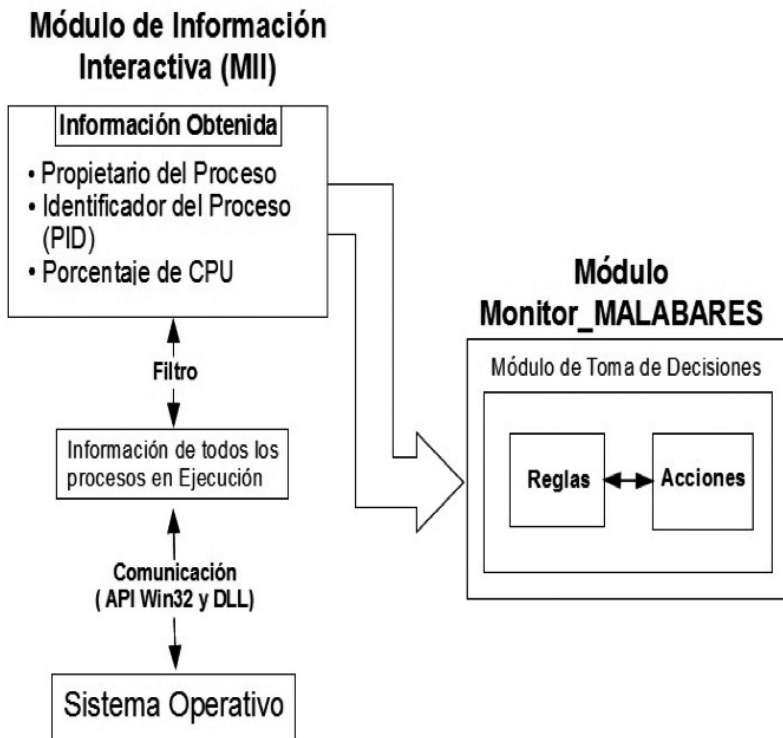 Módulo de Información
Interactiva (MII)
Información Obtenida
• Propietario del Proceso
• Identificador del Proceso
(PID)
• Porcentaje de CPU
Filtro
Información de todos los
procesos en Ejecución
Comunicación
( API Win32 y DLL)
Sistema Operativo
Módulo
Monitor_MALABARES
Módulo de Toma de Decisiones
Reglas
Acciones